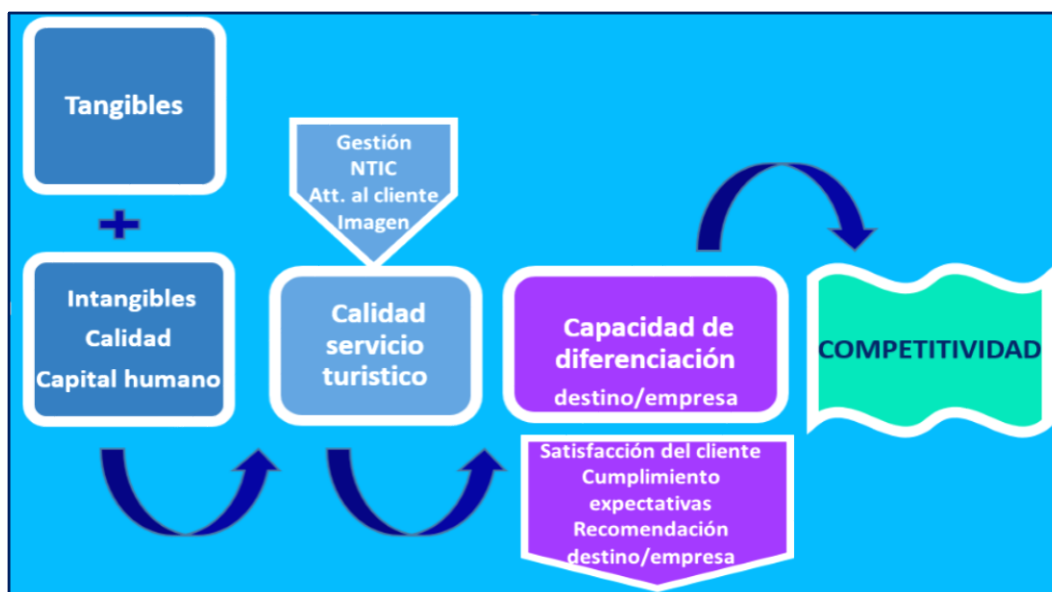 Tangibles
Intangibles
Calidad
Capital humano
Gestión
NTIC
Att. al cliente
Imagen
Calidad
servicio
turistico
Capacidad de
diferenciación
destino/empresa
Satisfacción del cliente
Cumplimiento
expectativas
Recomendación
destino/empresa
COMPETITIVIDAD